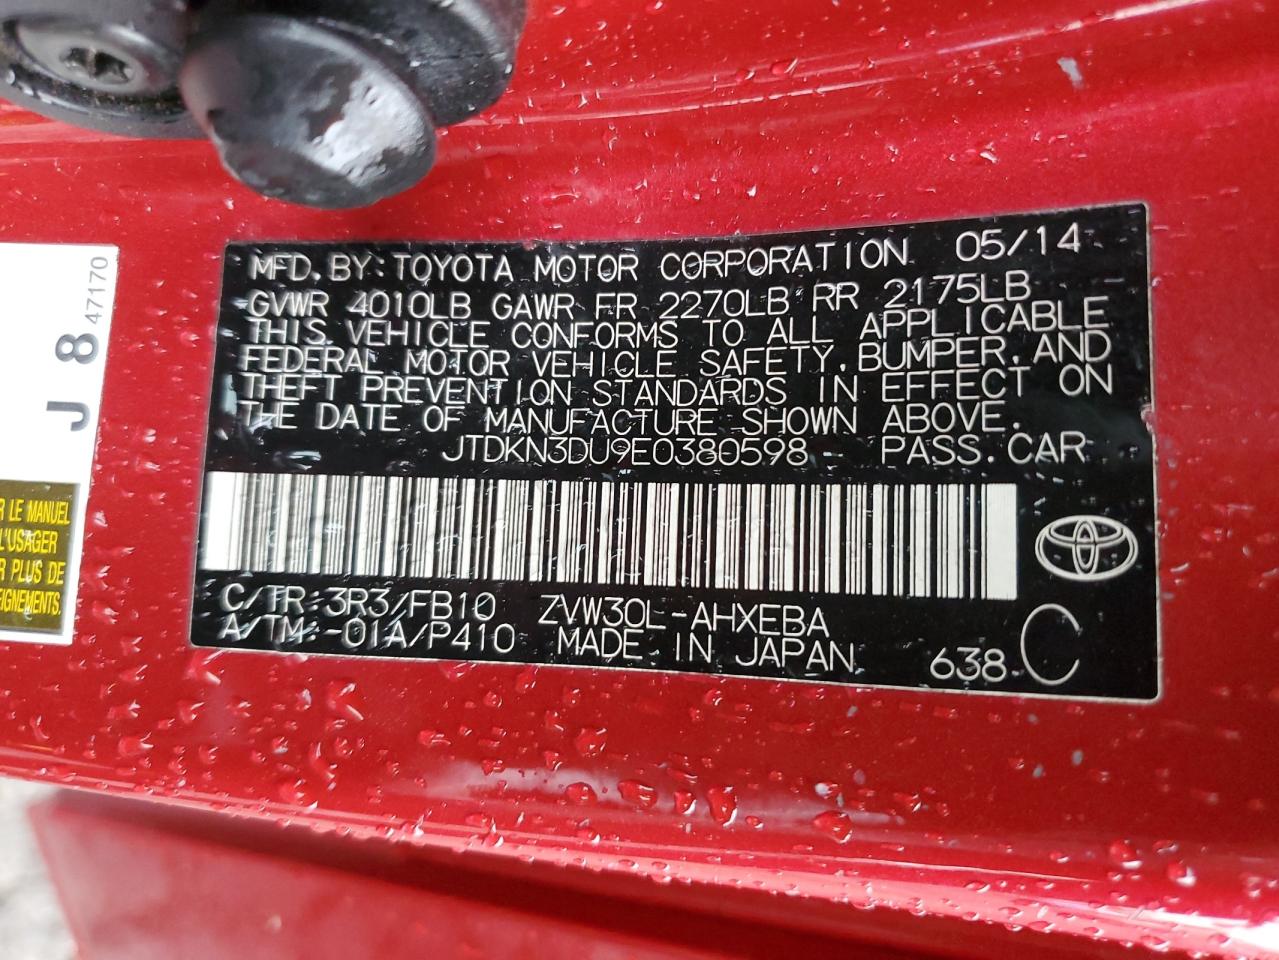 MFD. BY: TOYOTA MOTOR CORPORATION 05/14
GVWR 4010LB GAWR FR 2270LB RR 2175LB
THIS VEHICLE CONFORMS TO ALL APPLICABLE
FEDERAL MOTOR VEHICLE SAFETY, BUMPER, AND
THEFT PREVENTION STANDARDS IN EFFECT ON
THE DATE OF MANUFACTURE SHOWN ABOVE.
JTDKN3DU9E0380598 PASS. CAR
C/TR: 3R3/FB10 ZVW30L-AHXEBA
A/TM: -01A/P410 MADE IN JAPAN 638 C
J 8 47170
R LE MANUEL
L'USAGER
R PLUS DE
EIGNEMENTS.